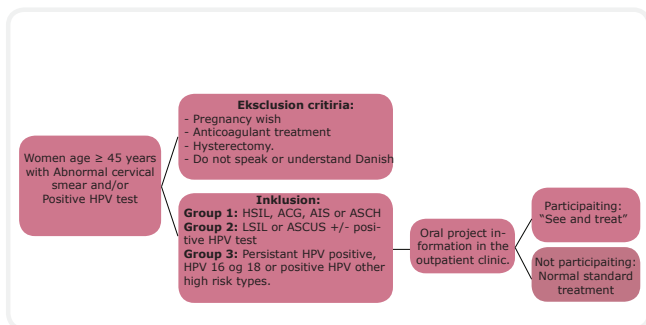 Women age ≥ 45 years
with Abnormal cervical
smear and/or
Positive HPV test
Eksclusion critiria:
- Pregnancy wish
- Anticoagulant treatment
- Hysterectomy.
- Do not speak or understand Danish
Inklusion:
Group 1: HSIL, ACG, AIS or ASCH
Group 2: LSIL or ASCUS +/- posi-
tive HPV test
Group 3: Persistant HPV positive,
HPV 16 og 18 or positive HPV other
high risk types.
Oral project in-
formation in the
outpatient clinic.
Participaiting:
“See and treat”
Not participaiting:
Normal standard
treatment